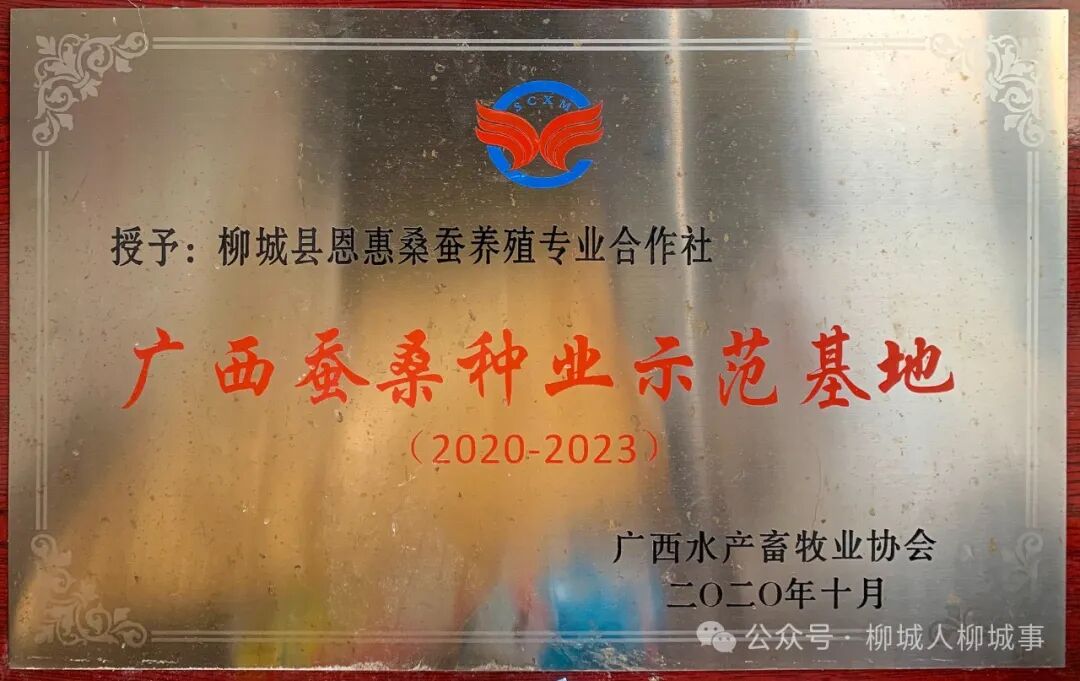 SCXM
授予：柳城县恩惠桑蚕养殖专业合作社
广西蚕桑种业示范基地
（2020-2023）
广西水产畜牧业协会
二〇二〇年十月
公众号·柳城人柳城事